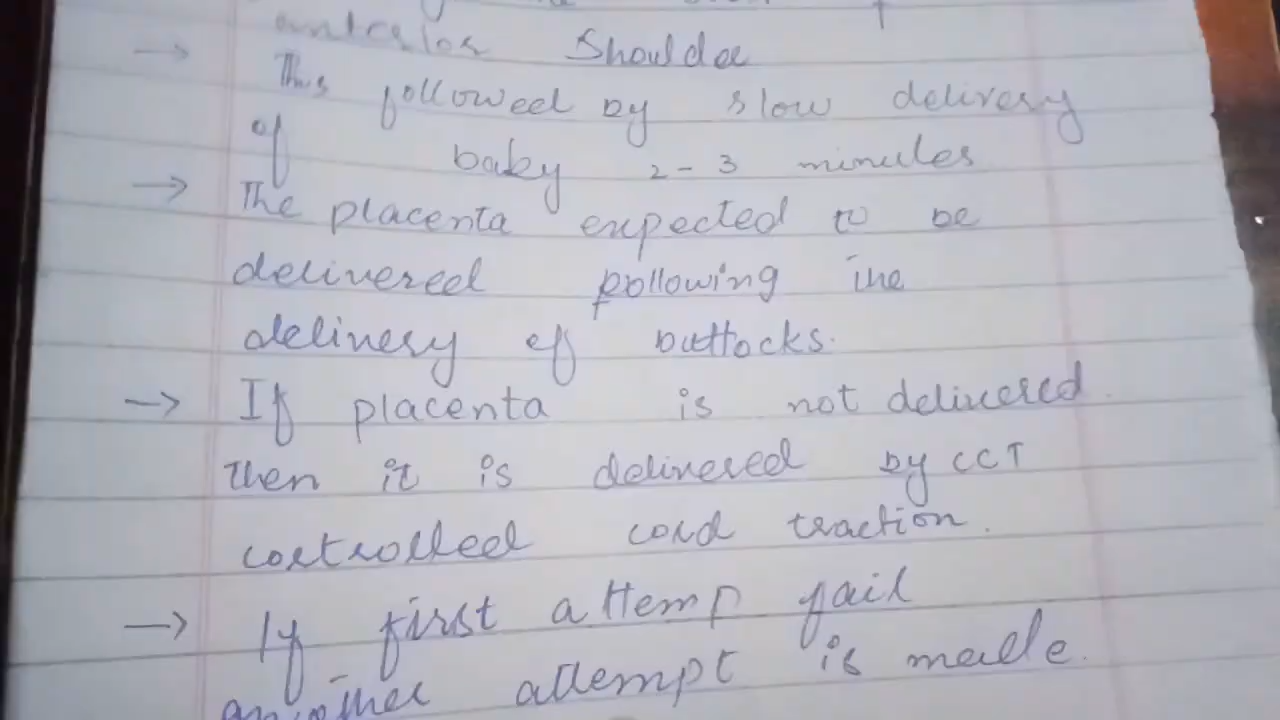 anterior Shoulder
→ This followed by slow delivery
of baby 2-3 minutes
→ The placenta expected to be
delivered following the
delivery of buttocks.
→ If placenta is not delivered.
Then it is delivered by CCT
controlled cord traction.
→ If first attemp fail
another attempt is made.